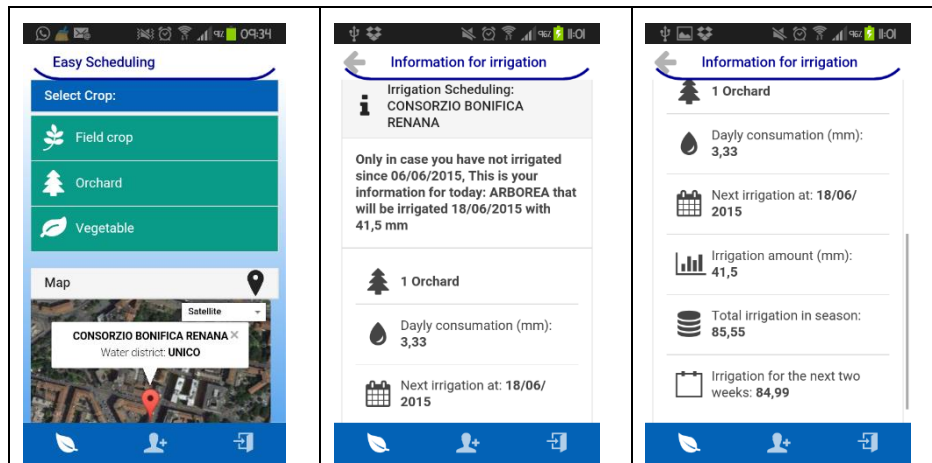 9% 09:34
Easy Scheduling
Select Crop:
Field crop
Orchard
Vegetable
Map
Satellite
CONSORZIO BONIFICA RENANA ×
Water district: UNICO
96% 11:01
Information for irrigation
Irrigation Scheduling:
CONSORZIO BONIFICA
RENANA
Only in case you have not irrigated
since 06/06/2015, This is your
information for today: ARBOREA that
will be irrigated 18/06/2015 with
41,5 mm
1 Orchard
Dayly consumation (mm):
3,33
Next irrigation at: 18/06/
2015
96% 11:01
Information for irrigation
1 Orchard
Dayly consumation (mm):
3,33
Next irrigation at: 18/06/
2015
Irrigation amount (mm):
41,5
Total irrigation in season:
85,55
Irrigation for the next two
weeks: 84,99